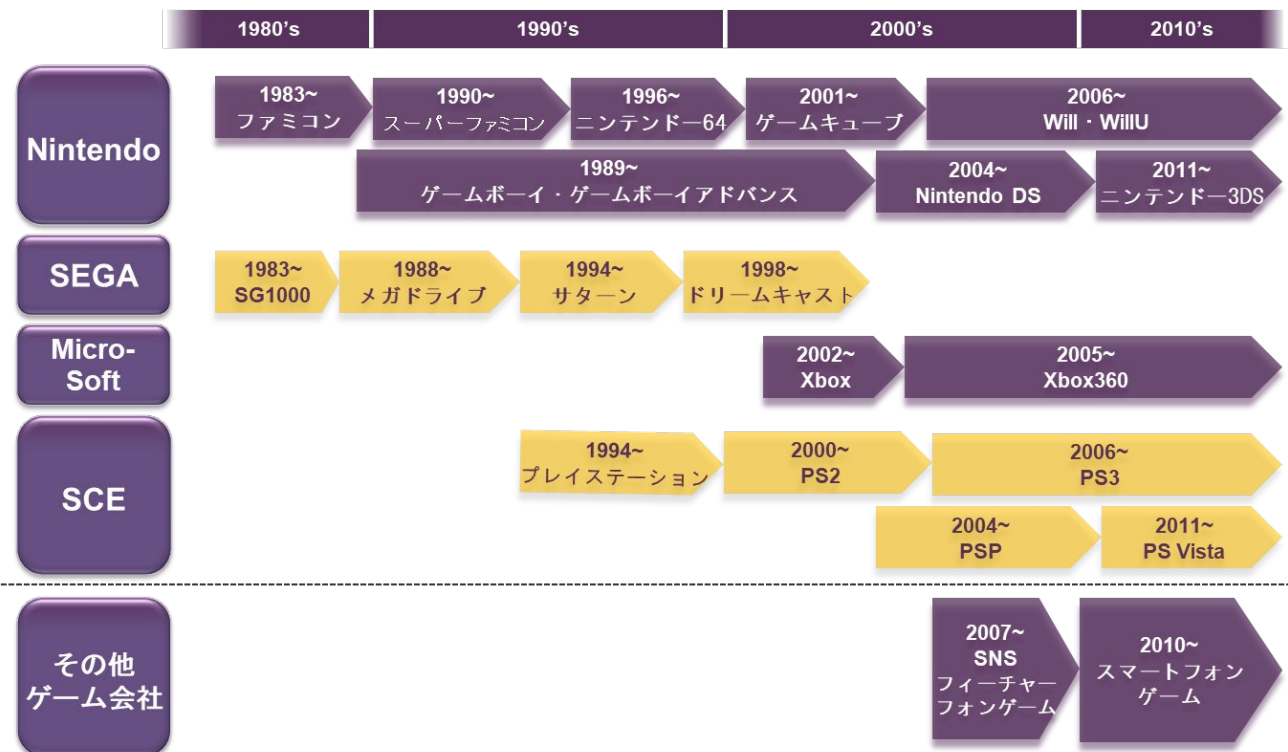 1980's
1990's
2000's
2010's
Nintendo
1983~
ファミコン
1990~
スーパーファミコン
1996~
ニンテンドー64
2001~
ゲームキューブ
2006~
Will・WillU
1989~
ゲームボーイ・ゲームボーイアドバンス
2004~
Nintendo DS
2011~
ニンテンドー3DS
SEGA
1983~
SG1000
1988~
メガドライブ
1994~
サターン
1998~
ドリームキャスト
Micro-
Soft
2002~
Xbox
2005~
Xbox360
SCE
1994~
プレイステーション
2000~
PS2
2006~
PS3
2004~
PSP
2011~
PS Vista
その他
ゲーム会社
2007~
SNS
フィーチャー
フォンゲーム
2010~
スマートフォン
ゲーム